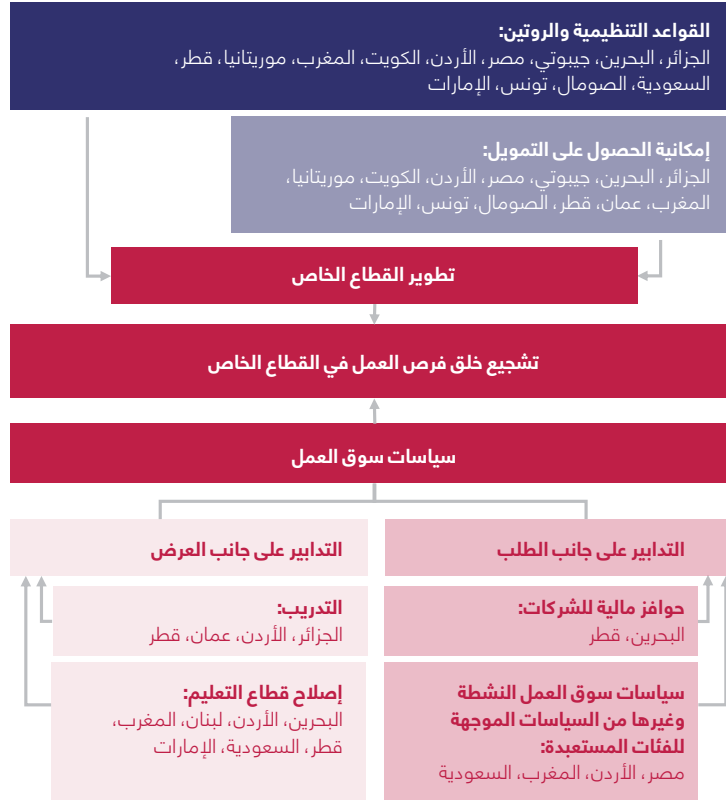 القواعد التنظيمية والروتين:
الجزائر، البحرين، جيبوتي، مصر، الأردن، الكويت، المغرب، موريتانيا، قطر،
السعودية، الصومال، تونس، الإمارات
إمكانية الحصول على التمويل:
الجزائر، البحرين، جيبوتي، مصر، الأردن، الكويت، موريتانيا،
المغرب، عمان، قطر، الصومال، تونس، الإمارات
تطوير القطاع الخاص
تشجيع خلق فرص العمل في القطاع الخاص
سياسات سوق العمل
التدابير على جانب الطلب
حوافز مالية للشركات:
البحرين، قطر
سياسات سوق العمل النشطة
وغيرها من السياسات الموجهة
للفئات المستعبدة:
مصر، الأردن، المغرب، السعودية
التدابير على جانب العرض
التدريب:
الجزائر، الأردن، عمان، قطر
إصلاح قطاع التعليم:
البحرين، الأردن، لبنان، المغرب،
قطر، السعودية، الإمارات